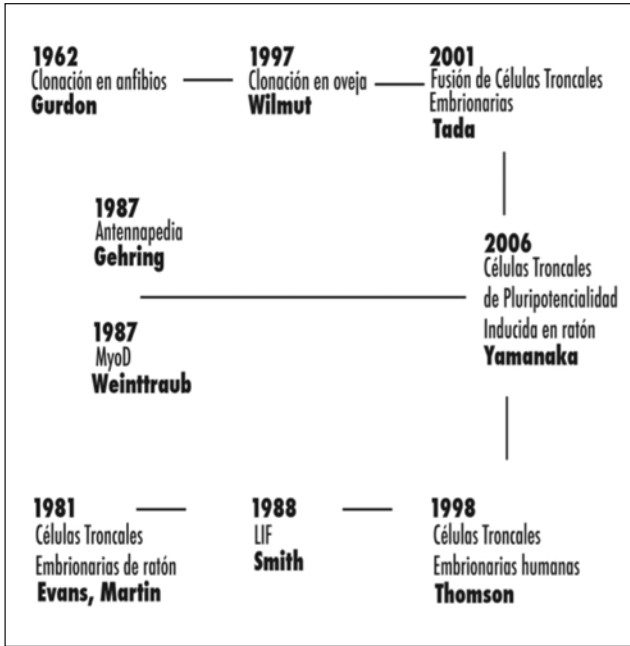 1962
Clonación en anfibios
Gurdon
1997
Clonación en oveja
Wilmut
2001
Fusión de Células Troncales
Embrionarias
Tada
1987
Antennapedia
Gehring
2006
Células Troncales
de Pluripotencialidad
Inducida en ratón
Yamanaka
1987
MyoD
Weinttraub
1981
Células Troncales
Embrionarias de ratón
Evans, Martin
1988
LIF
Smith
1998
Células Troncales
Embrionarias humanas
Thomson